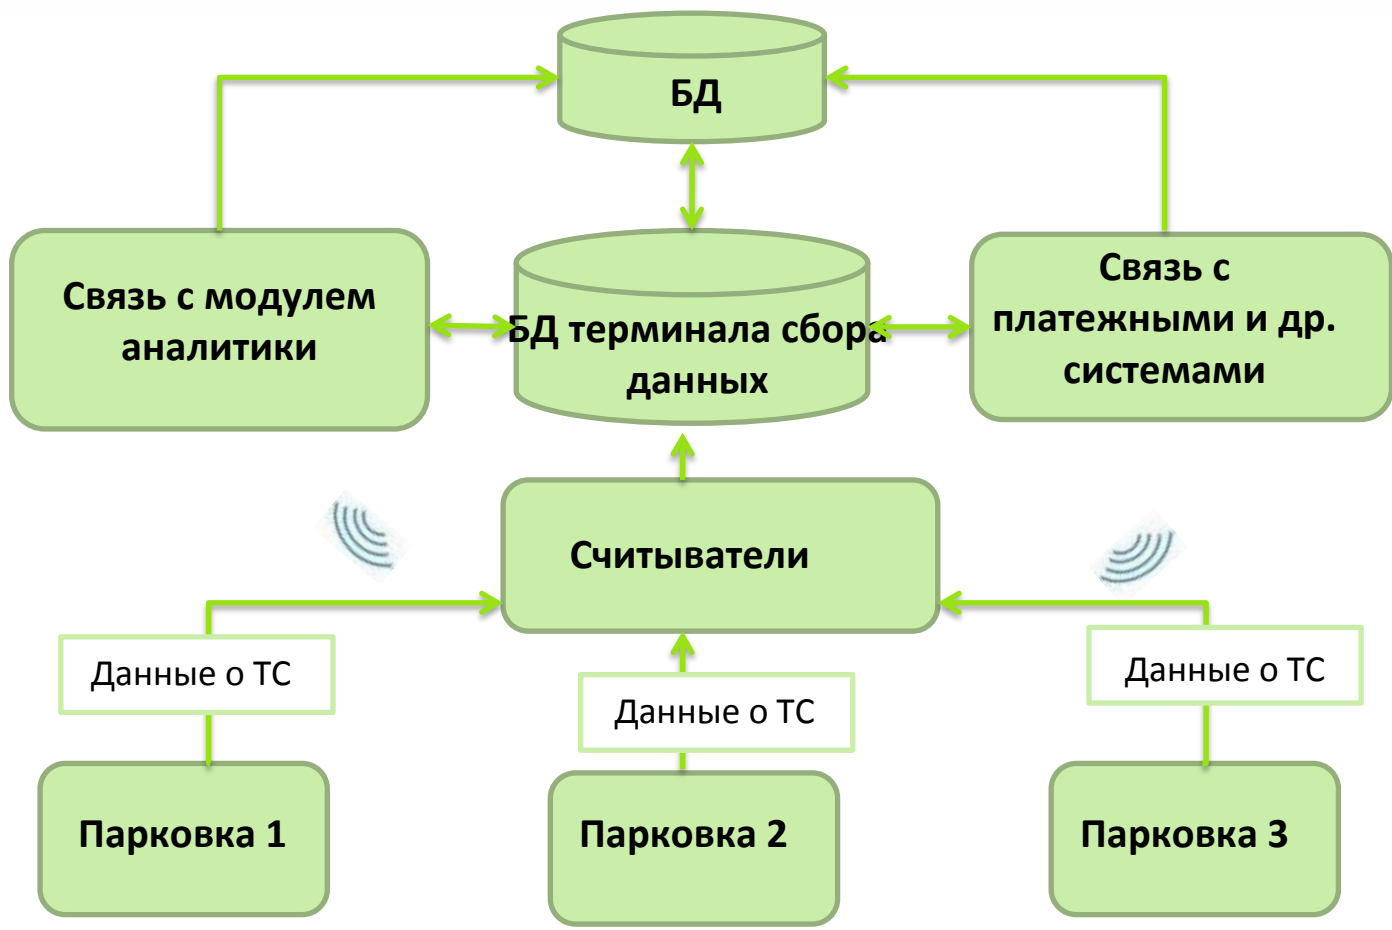 БД
Связь с модулем
аналитики
БД терминала сбора
данных
Связь с
платежными и др.
системами
Считыватели
Данные о ТС
Данные о ТС
Данные о ТС
Парковка 1
Парковка 2
Парковка 3